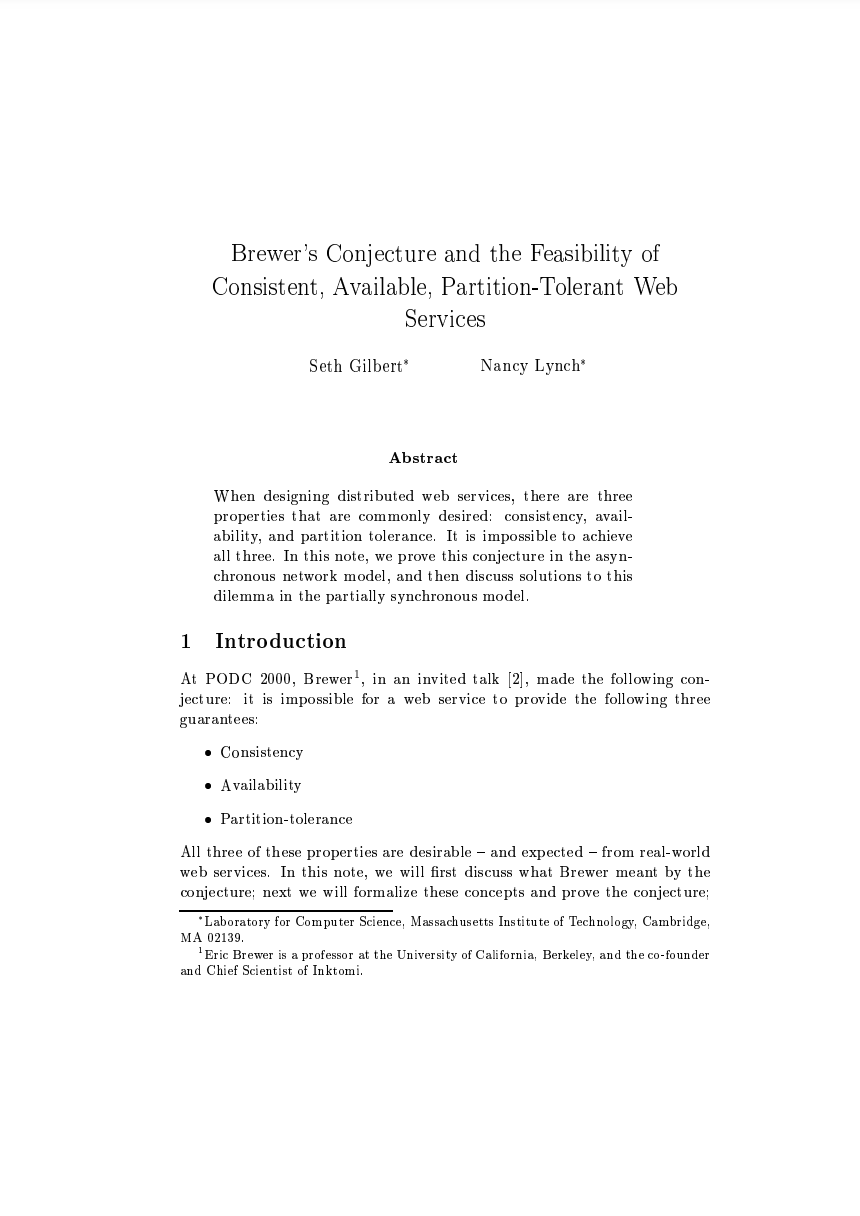 Brewer's Conjecture and the Feasibility of
Consistent, Available, Partition-Tolerant Web
Services
Seth Gilbert* Nancy Lynch*
Abstract
When designing distributed web services, there are three
properties that are commonly desired: consistency, avail-
ability, and partition tolerance. It is impossible to achieve
all three. In this note, we prove this conjecture in the asyn-
chronous network model, and then discuss solutions to this
dilemma in the partially synchronous model.
1 Introduction
At PODC 2000, Brewer¹, in an invited talk [2], made the following con-
jecture: it is impossible for a web service to provide the following three
guarantees:
• Consistency
• Availability
• Partition-tolerance
All three of these properties are desirable – and expected – from real-world
web services. In this note, we will first discuss what Brewer meant by the
conjecture; next we will formalize these concepts and prove the conjecture;
*Laboratory for Computer Science, Massachusetts Institute of Technology, Cambridge,
MA 02139.
¹Eric Brewer is a professor at the University of California, Berkeley, and the co-founder
and Chief Scientist of Inktomi.